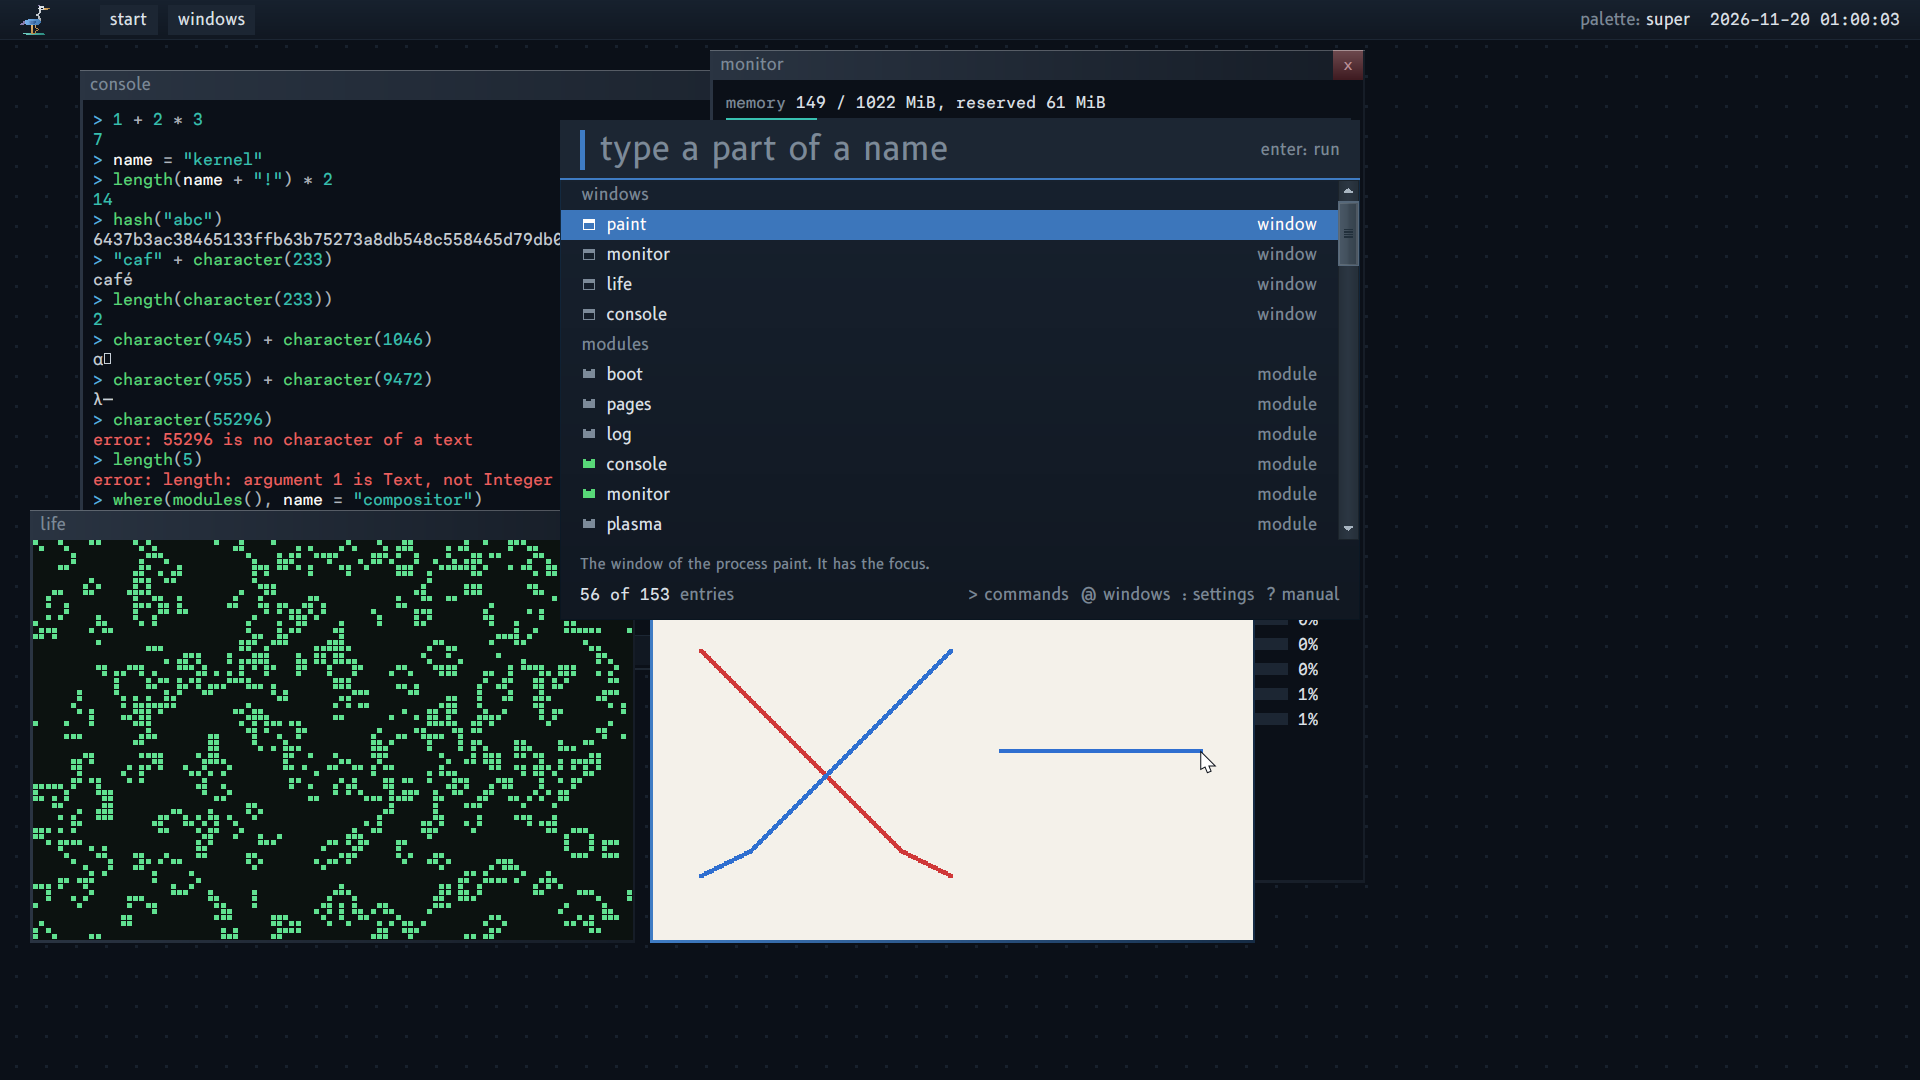 start windows palette: super 2026-11-20 01:00:03
monitor x
memory 149 / 1022 MiB, reserved 61 MiB
console
> 1 + 2 * 3
7
> name = "kernel"
> length(name + "!") * 2
14
> hash("abc")
6437b3ac38465133ffb63b75273a8db548c558465d79db0
> "caf" + character(233)
café
> length(character(233))
2
> character(945) + character(1046)
α▯
> character(955) + character(9472)
λ─
> character(55296)
error: 55296 is no character of a text
> length(5)
error: length: argument 1 is Text, not Integer
> where(modules(), name = "compositor")
type a part of a name enter: run
windows
paint window
monitor window
life window
console window
modules
boot module
pages module
log module
console module
monitor module
plasma module
The window of the process paint. It has the focus.
56 of 153 entries > commands @ windows : settings ? manual
life
0%
0%
0%
1%
1%